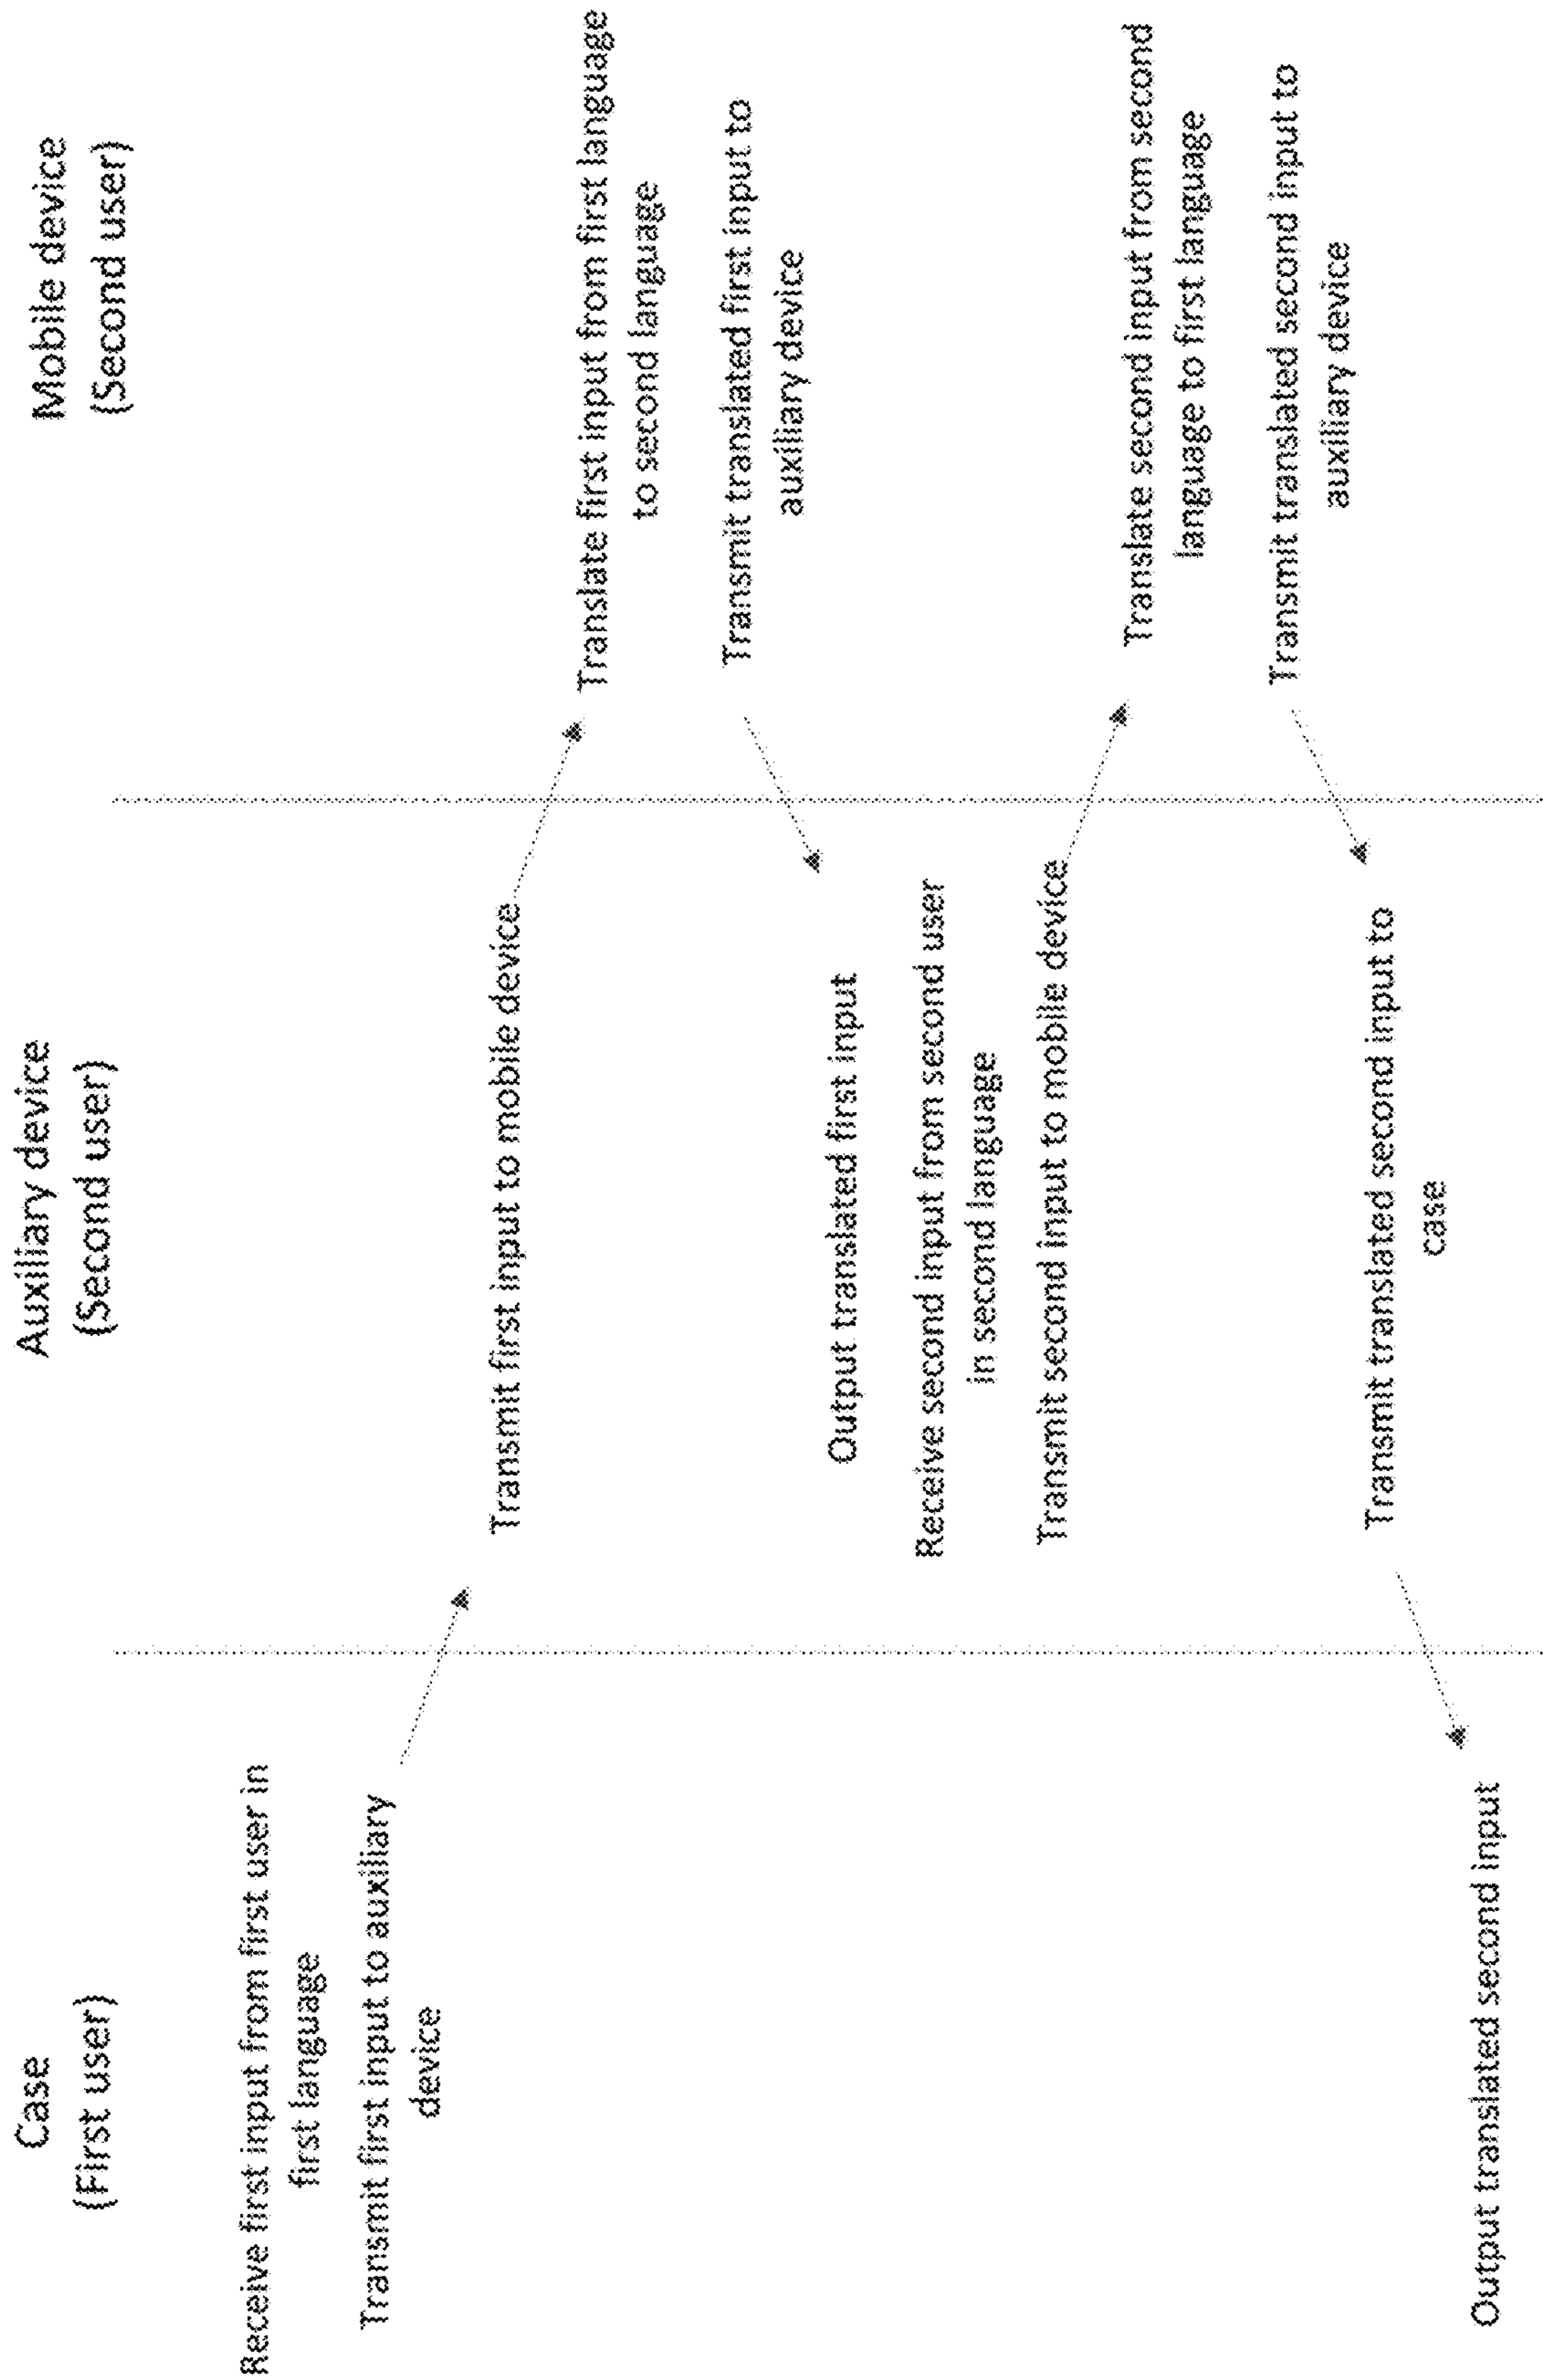 Case
(First user)
Auxiliary device
(Second user)
Mobile device
(Second user)
Receive first input from first user in
first language
Transmit first input to auxiliary
device
Transmit first input to mobile device
Translate first input from first language
to second language
Transmit translated first input to
auxiliary device
Output translated first input
Receive second input from second user
in second language
Transmit second input to mobile device
Translate second input from second
language to first language
Transmit translated second input to
auxiliary device
Transmit translated second input to
case
Output translated second input